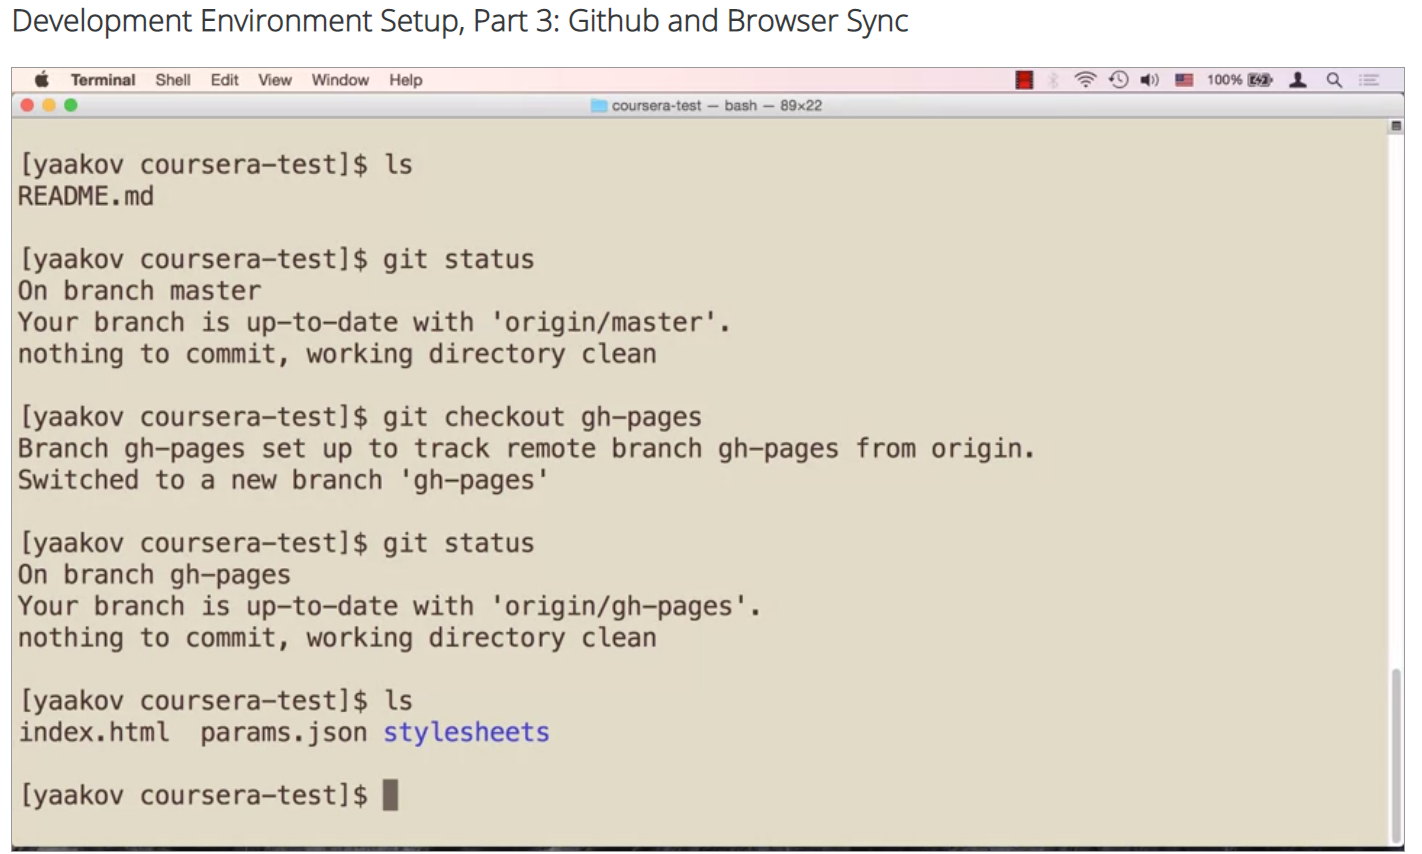 Development Environment Setup, Part 3: Github and Browser Sync
Terminal Shell Edit View Window Help 100%
coursera-test — bash — 89×22
[yaakov coursera-test]$ ls
README.md
[yaakov coursera-test]$ git status
On branch master
Your branch is up-to-date with 'origin/master'.
nothing to commit, working directory clean
[yaakov coursera-test]$ git checkout gh-pages
Branch gh-pages set up to track remote branch gh-pages from origin.
Switched to a new branch 'gh-pages'
[yaakov coursera-test]$ git status
On branch gh-pages
Your branch is up-to-date with 'origin/gh-pages'.
nothing to commit, working directory clean
[yaakov coursera-test]$ ls
index.html params.json stylesheets
[yaakov coursera-test]$